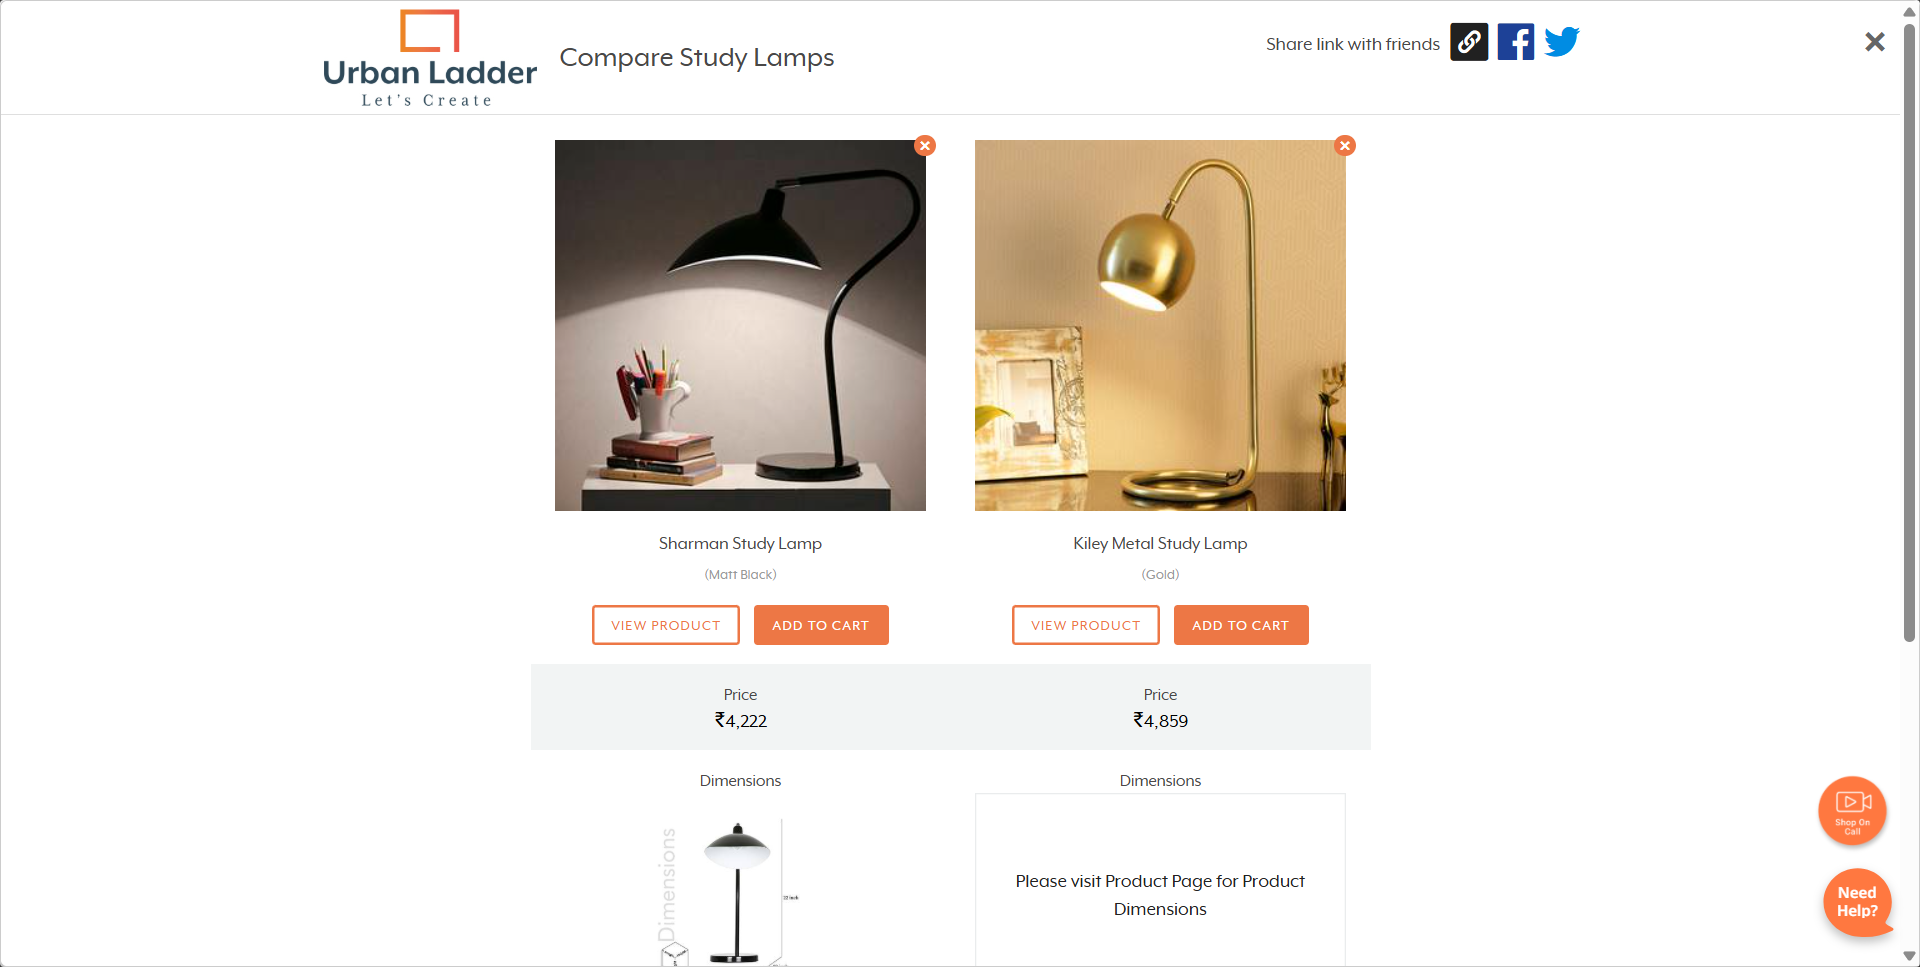 Urban Ladder
Let's Create
Compare Study Lamps
Share link with friends
Sharman Study Lamp
(Matt Black)
VIEW PRODUCT
ADD TO CART
Price
₹4,222
Dimensions
Dimensions
22 inch
Kiley Metal Study Lamp
(Gold)
VIEW PRODUCT
ADD TO CART
Price
₹4,859
Dimensions
Please visit Product Page for Product
Dimensions
Shop On
Call
Need
Help?